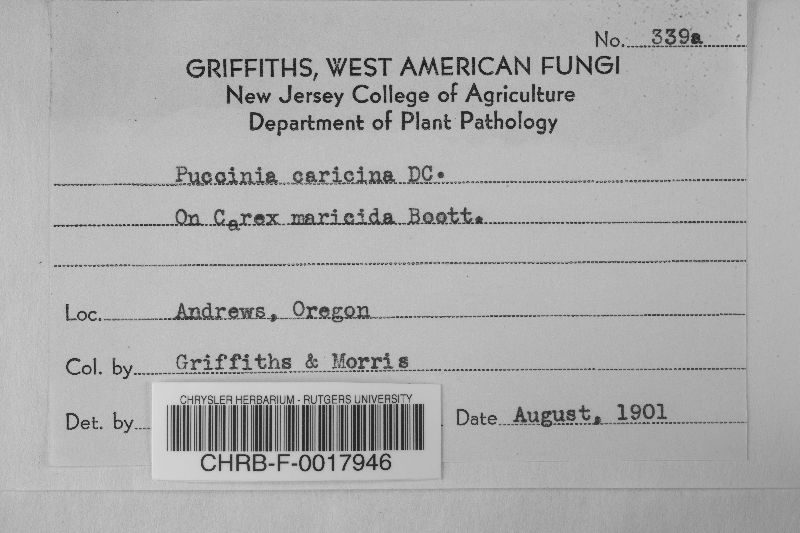 No. 339a
GRIFFITHS, WEST AMERICAN FUNGI
New Jersey College of Agriculture
Department of Plant Pathology
Puccinia caricina DC.
On Carex maricida Boott.
Loc. Andrews, Oregon
Col. by Griffiths & Morris
Det. by
Date August, 1901
CHRYSLER HERBARIUM - RUTGERS UNIVERSITY
CHRB-F-0017946